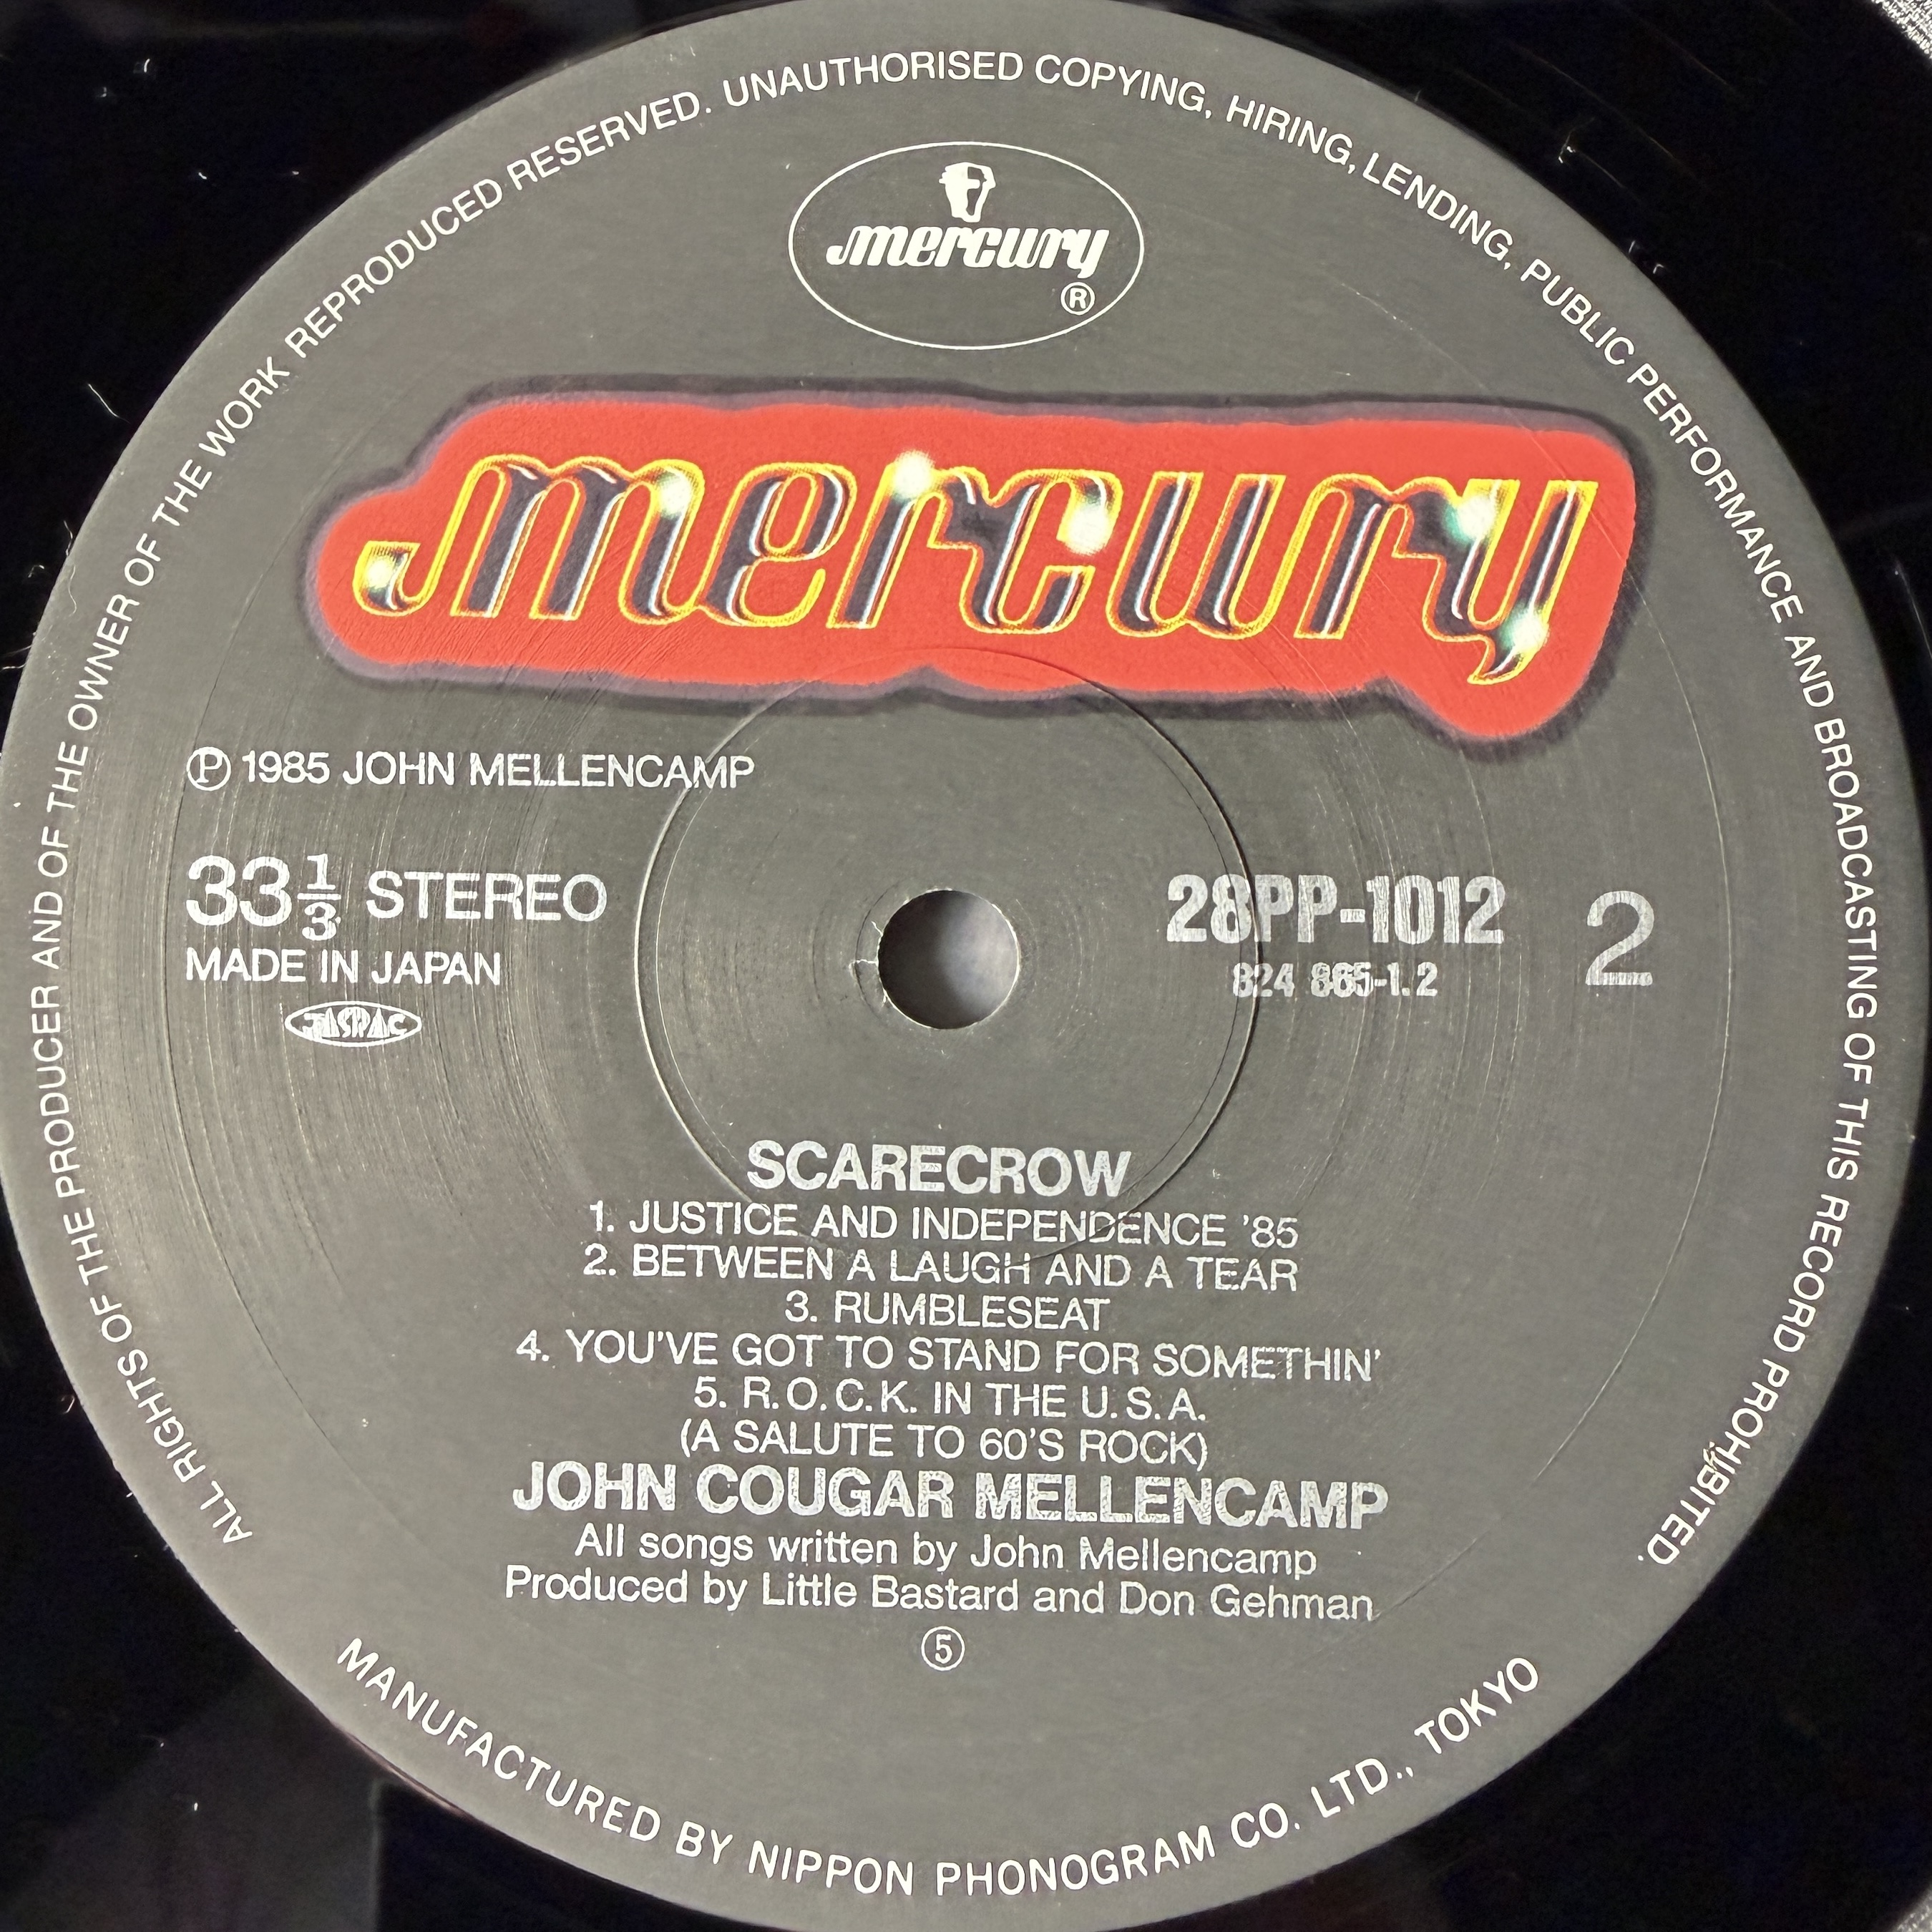 ALL RIGHTS OF THE PRODUCER AND OF THE OWNER OF THE WORK REPRODUCED RESERVED. UNAUTHORISED COPYING, HIRING, LENDING, PUBLIC PERFORMANCE AND BROADCASTING OF THIS RECORD PROHIBITED.
mercury
®
mercury
Ⓟ 1985 JOHN MELLENCAMP
33 1/3 STEREO
MADE IN JAPAN
JASRAC
28PP-1012
824 865-1.2
2
SCARECROW
1. JUSTICE AND INDEPENDENCE '85
2. BETWEEN A LAUGH AND A TEAR
3. RUMBLESEAT
4. YOU'VE GOT TO STAND FOR SOMETHIN'
5. R.O.C.K. IN THE U.S.A.
(A SALUTE TO 60'S ROCK)
JOHN COUGAR MELLENCAMP
All songs written by John Mellencamp
Produced by Little Bastard and Don Gehman
⑤
MANUFACTURED BY NIPPON PHONOGRAM CO. LTD., TOKYO